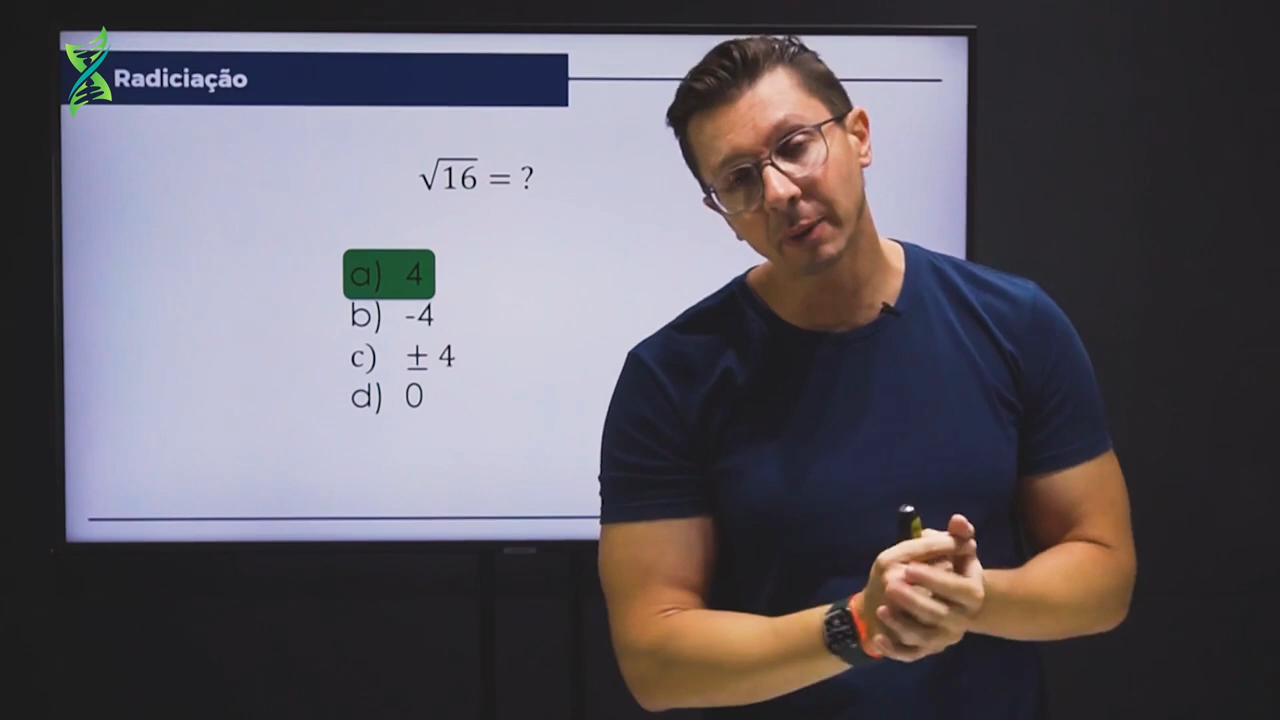 Radiciação
√16 = ?
a) 4
b) -4
c) ± 4
d) 0